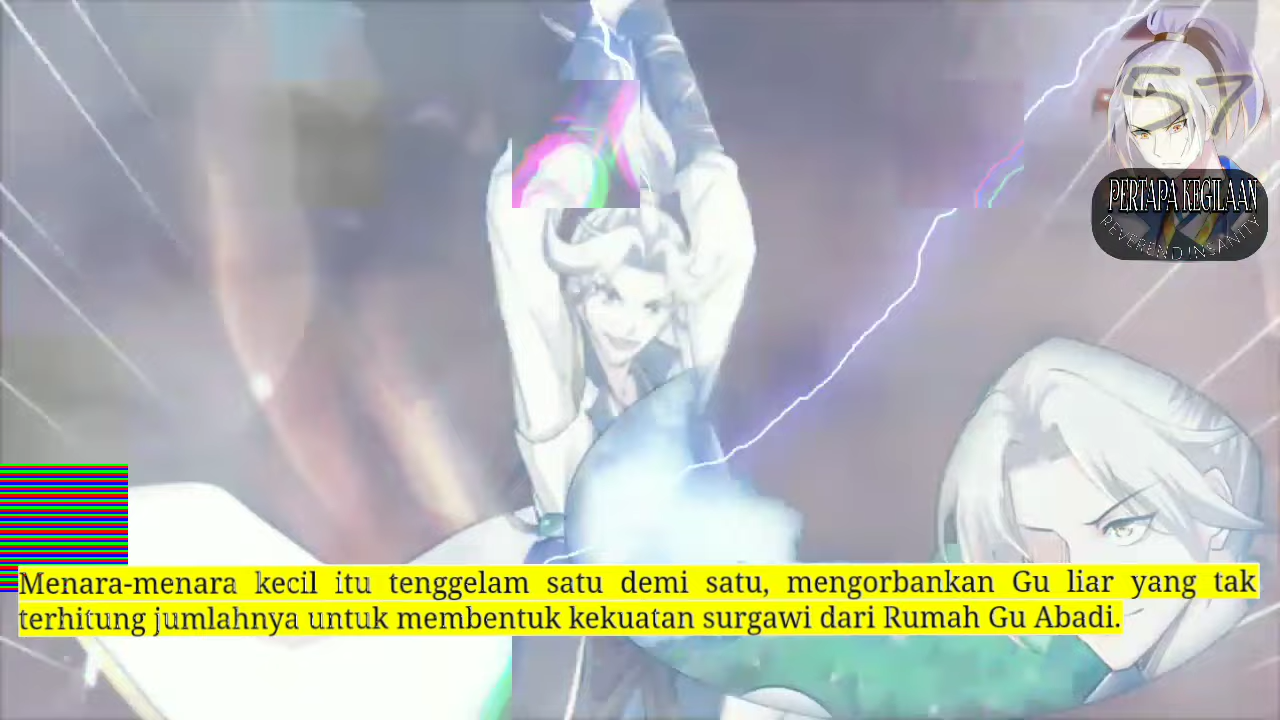 57
PERTAPA KEGILAAN
REVEREND INSANITY
Menara-menara kecil itu tenggelam satu demi satu, mengorbankan Gu liar yang tak
terhitung jumlahnya untuk membentuk kekuatan surgawi dari Rumah Gu Abadi.